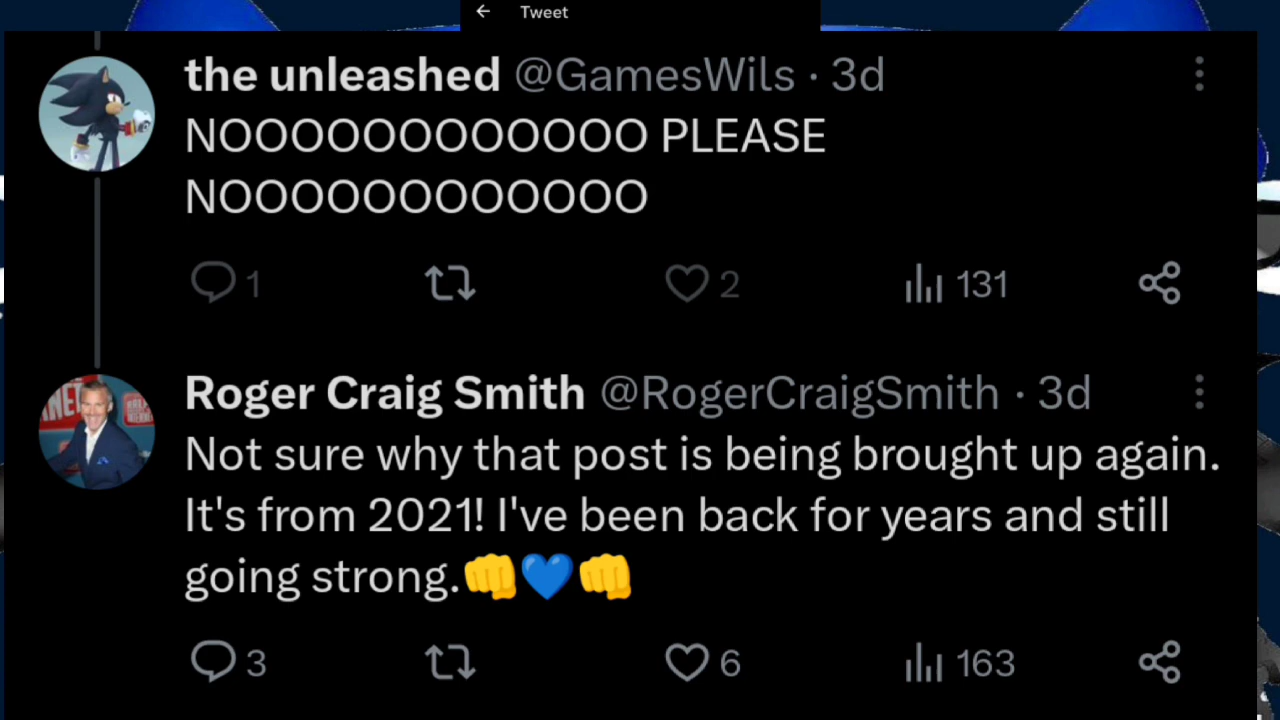 Tweet
the unleashed @GamesWils · 3d
NOOOOOOOOOOOO PLEASE
NOOOOOOOOOOOO
1 2 131
Roger Craig Smith @RogerCraigSmith · 3d
Not sure why that post is being brought up again.
It's from 2021! I've been back for years and still
going strong.👊💙👊
3 6 163